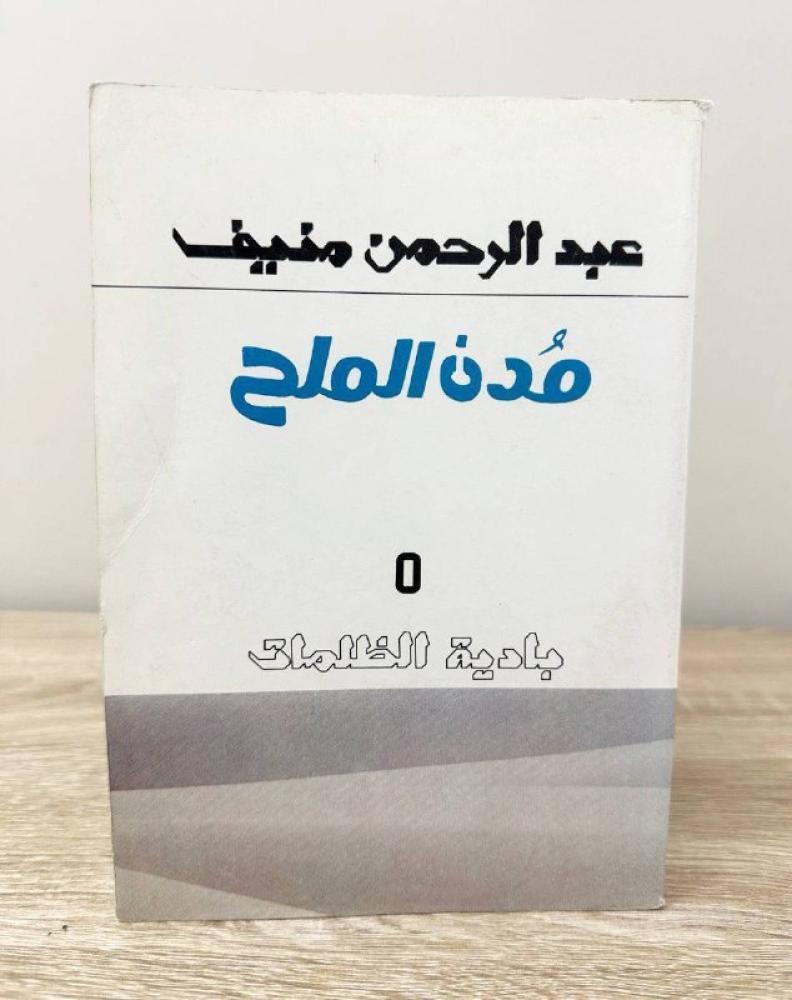 عبد الرحمن منيف
مُدن الملح
٥
بادية الظلمات